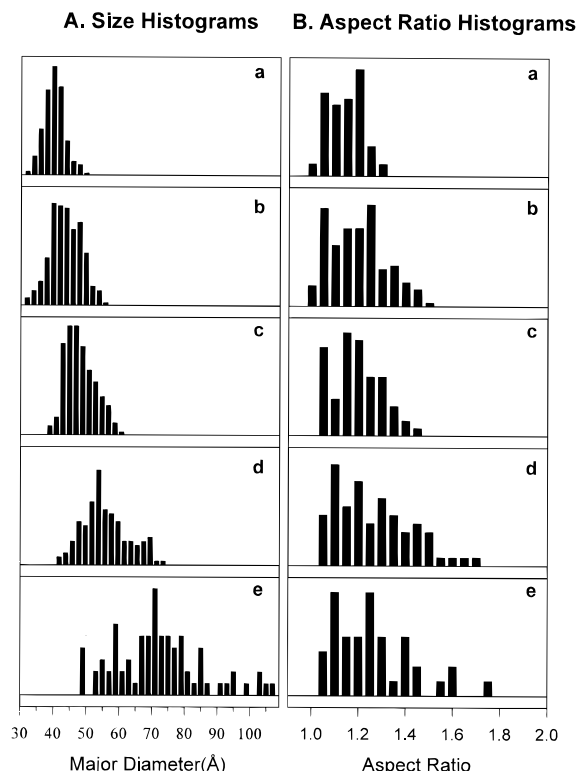 A. Size Histograms
B. Aspect Ratio Histograms
a
a
b
b
c
c
d
d
e
e
30 40 50 60 70 80 90 100
1.0 1.2 1.4 1.6 1.8 2.0
Major Diameter(Å)
Aspect Ratio